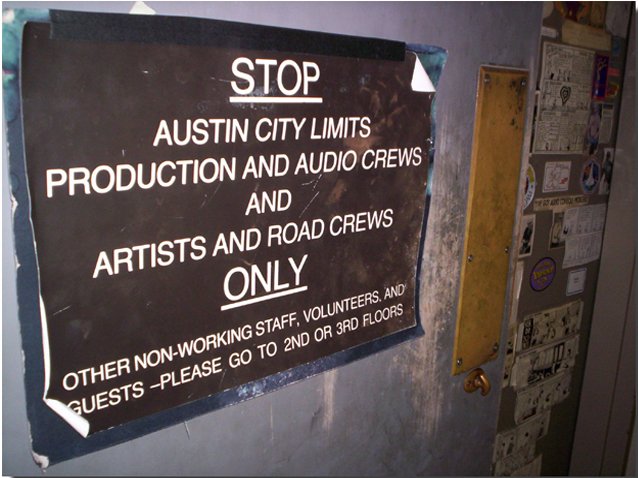 STOP
AUSTIN CITY LIMITS
PRODUCTION AND AUDIO CREWS
AND
ARTISTS AND ROAD CREWS
ONLY
OTHER NON-WORKING STAFF, VOLUNTEERS, AND
GUESTS –PLEASE GO TO 2ND OR 3RD FLOORS